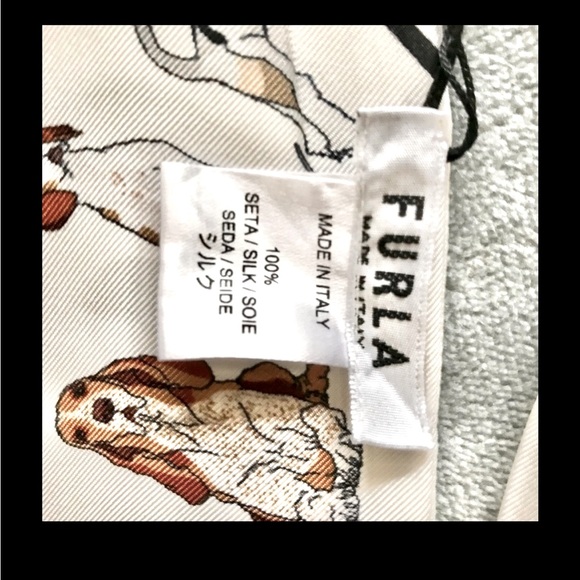 FURLA
MADE IN ITALY
MADE IN ITALY
100%
SETA / SILK / SOIE
SEDA / SEIDE
シルク